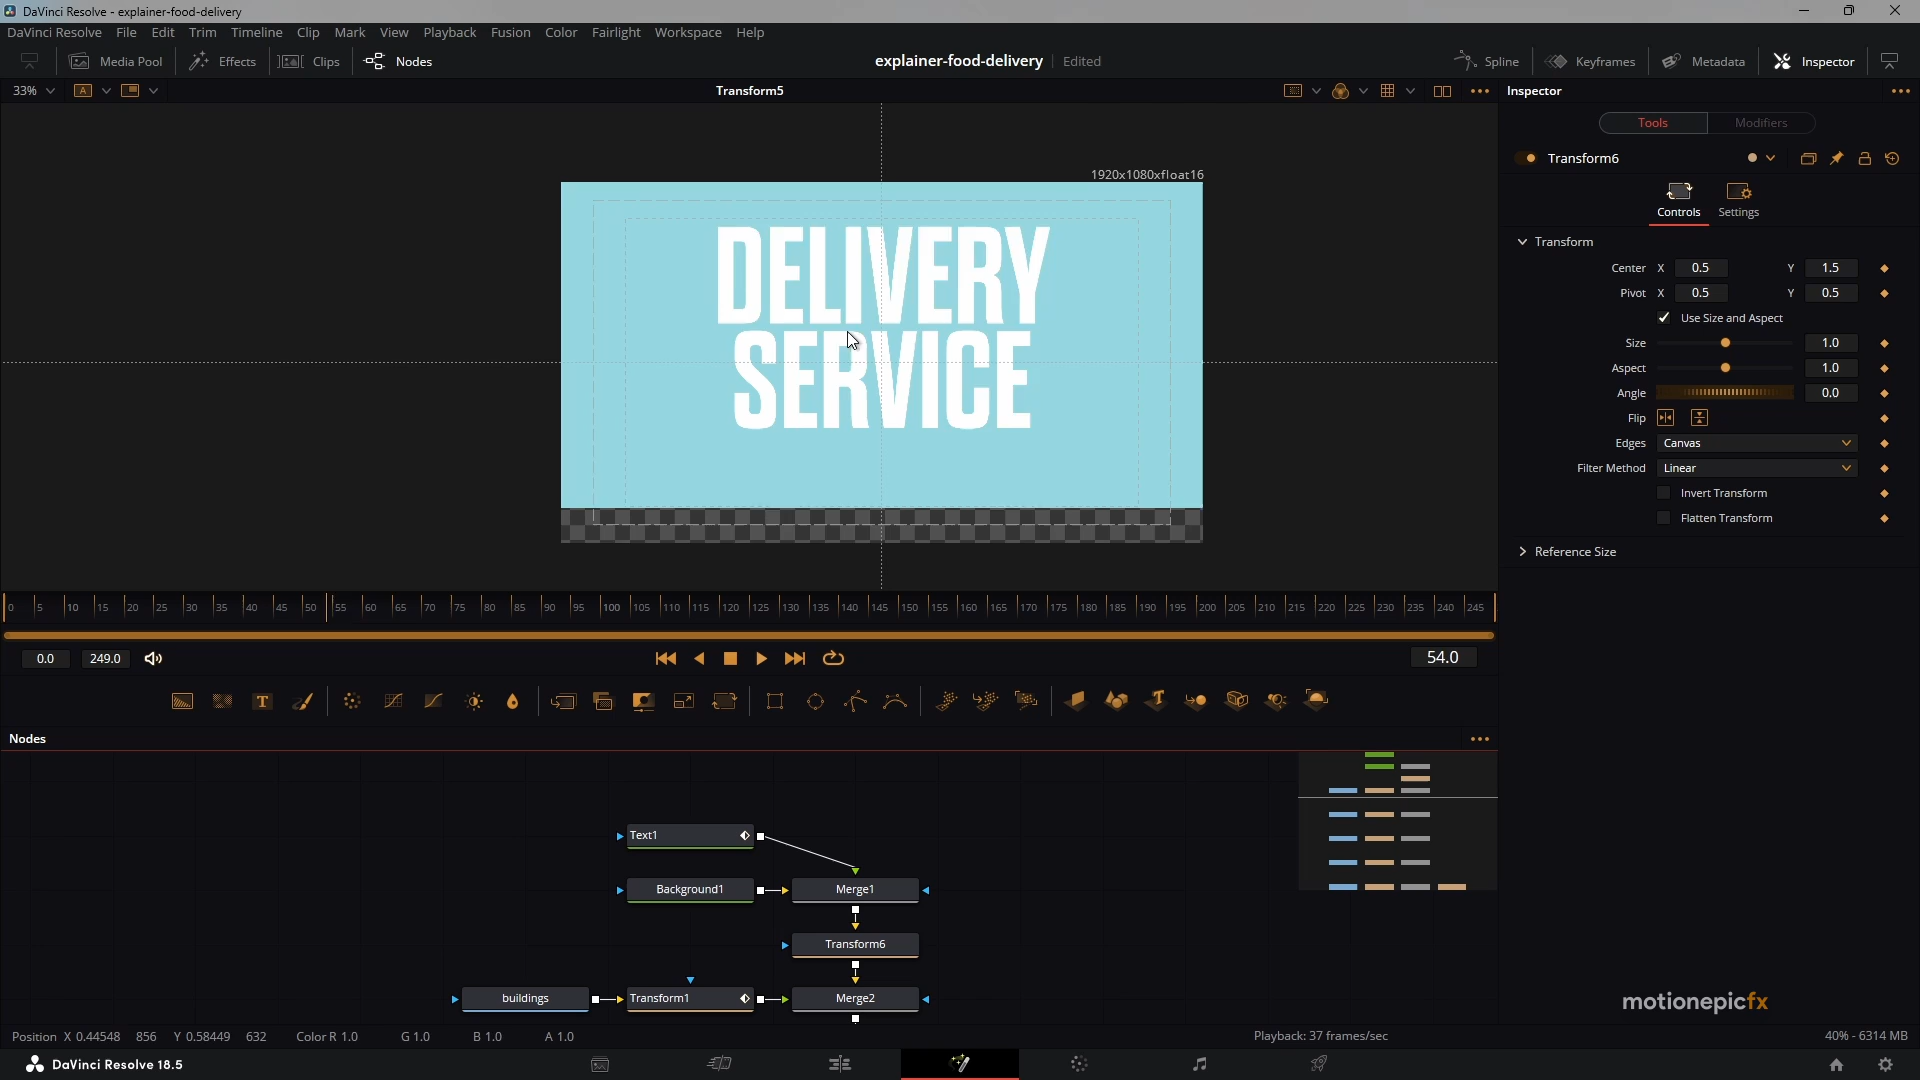 DaVinci Resolve - explainer-food-delivery
DaVinci Resolve File Edit Trim Timeline Clip Mark View Playback Fusion Color Fairlight Workspace Help
Media Pool Effects Clips Nodes explainer-food-delivery Edited Spline Keyframes Metadata Inspector
33% A Transform5 Inspector
Tools Modifiers
Transform6
1920x1080xfloat16
Controls Settings
DELIVERY
SERVICE
Transform
Center X 0.5 Y 1.5
Pivot X 0.5 Y 0.5
Use Size and Aspect
Size 1.0
Aspect 1.0
Angle 0.0
Flip
Edges Canvas
Filter Method Linear
Invert Transform
Flatten Transform
Reference Size
0 5 10 15 20 25 30 35 40 45 50 55 60 65 70 75 80 85 90 95 100 105 110 115 120 125 130 135 140 145 150 155 160 165 170 175 180 185 190 195 200 205 210 215 220 225 230 235 240 245
0.0 249.0 54.0
T T
Nodes
Text1
Background1 Merge1
Transform6
buildings Transform1 Merge2
motionepicfx
Position X 0.44548 856 Y 0.58449 632 Color R 1.0 G 1.0 B 1.0 A 1.0 Playback: 37 frames/sec 40% - 6314 MB
DaVinci Resolve 18.5